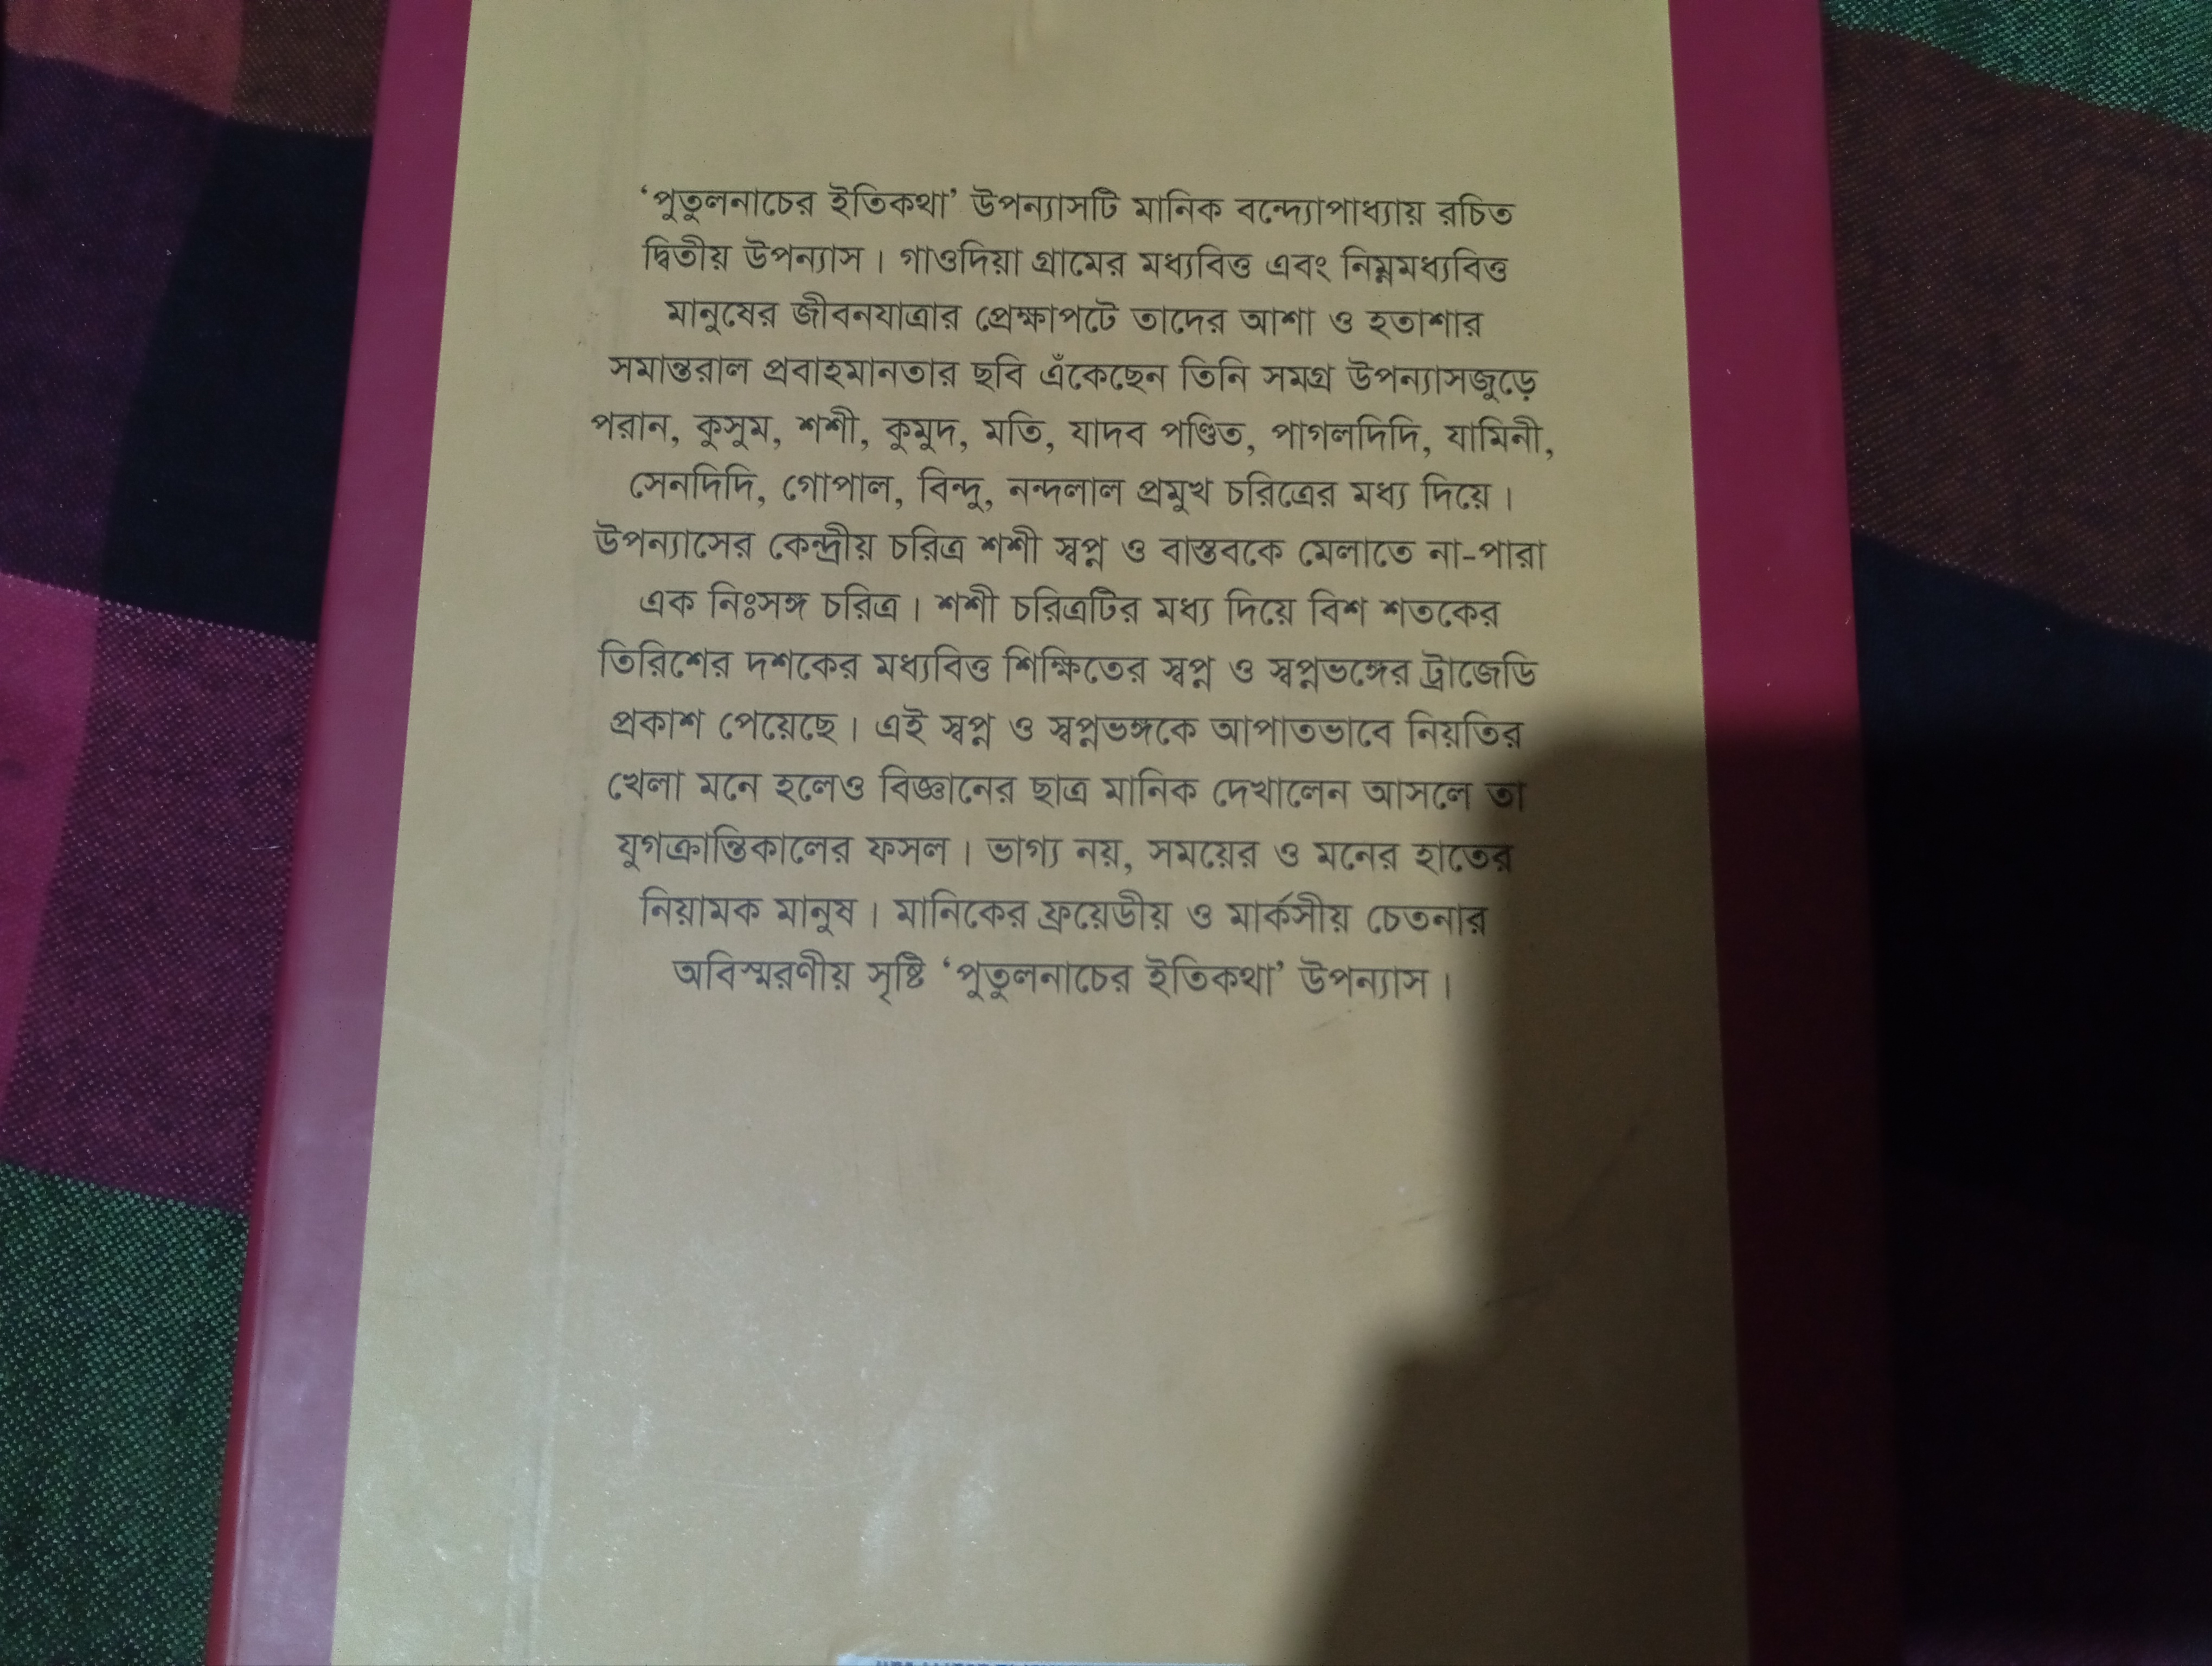 ‘পুতুলনাচের ইতিকথা’ উপন্যাসটি মানিক বন্দ্যোপাধ্যায় রচিত
দ্বিতীয় উপন্যাস। গাওদিয়া গ্রামের মধ্যবিত্ত এবং নিম্নমধ্যবিত্ত
মানুষের জীবনযাত্রার প্রেক্ষাপটে তাদের আশা ও হতাশার
সমান্তরাল প্রবাহমানতার ছবি এঁকেছেন তিনি সমগ্র উপন্যাসজুড়ে
পরান, কুসুম, শশী, কুমুদ, মতি, যাদব পণ্ডিত, পাগলদিদি, যামিনী,
সেনদিদি, গোপাল, বিন্দু, নন্দলাল প্রমুখ চরিত্রের মধ্য দিয়ে।
উপন্যাসের কেন্দ্রীয় চরিত্র শশী স্বপ্ন ও বাস্তবকে মেলাতে না-পারা
এক নিঃসঙ্গ চরিত্র। শশী চরিত্রটির মধ্য দিয়ে বিশ শতকের
তিরিশের দশকের মধ্যবিত্ত শিক্ষিতের স্বপ্ন ও স্বপ্নভঙ্গের ট্রাজেডি
প্রকাশ পেয়েছে। এই স্বপ্ন ও স্বপ্নভঙ্গকে আপাতভাবে নিয়তির
খেলা মনে হলেও বিজ্ঞানের ছাত্র মানিক দেখালেন আসলে তা
যুগক্রান্তিকালের ফসল। ভাগ্য নয়, সময়ের ও মনের হাতের
নিয়ামক মানুষ। মানিকের ফ্রয়েডীয় ও মার্কসীয় চেতনার
অবিস্মরণীয় সৃষ্টি ‘পুতুলনাচের ইতিকথা’ উপন্যাস।